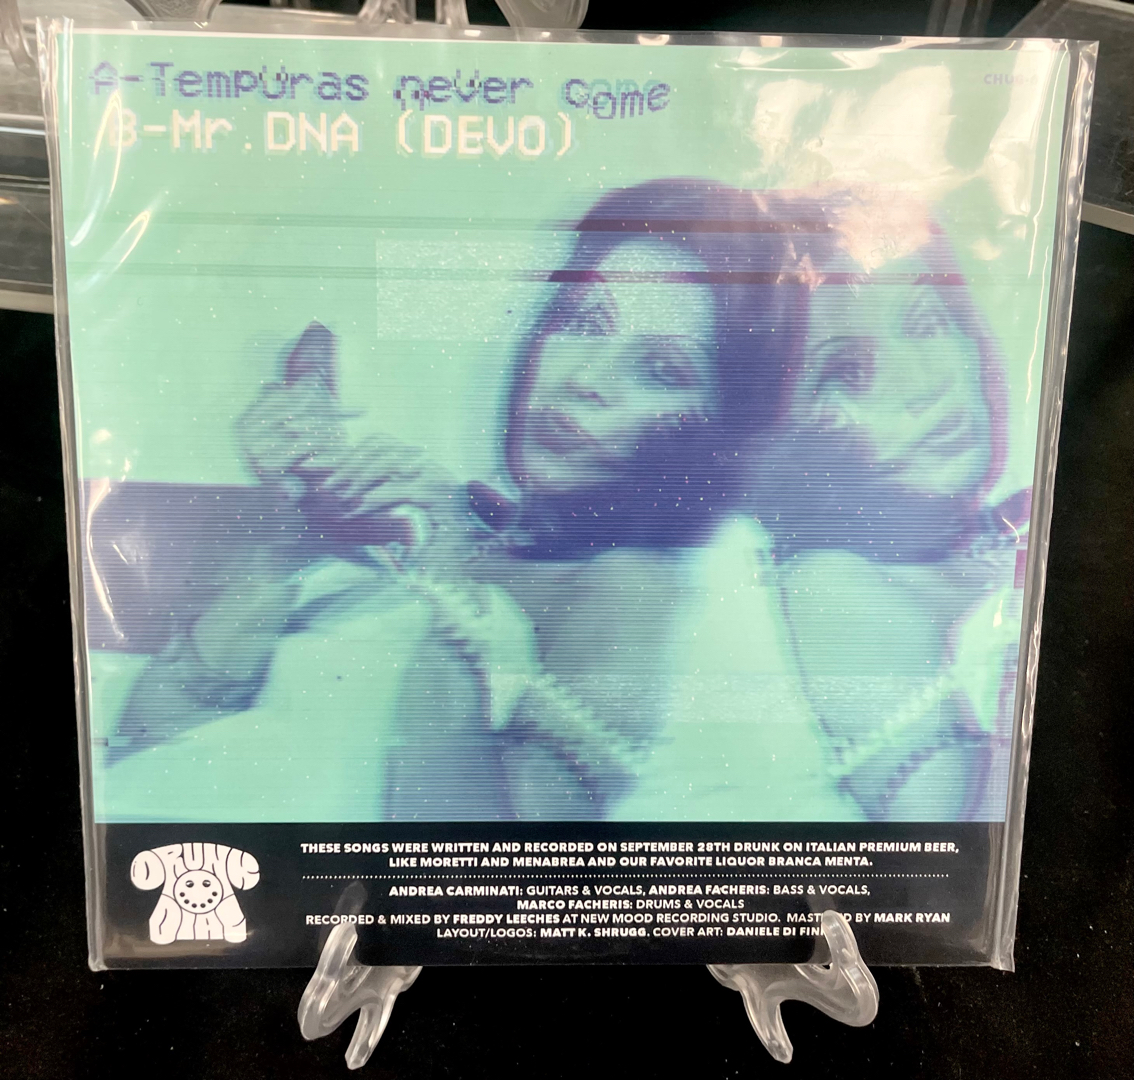 A-Tempuras never come
B-Mr.DNA (DEVO)
DRUNK
DIAL
THESE SONGS WERE WRITTEN AND RECORDED ON SEPTEMBER 28TH DRUNK ON ITALIAN PREMIUM BEER,
LIKE MORETTI AND MENABREA AND OUR FAVORITE LIQUOR BRANCA MENTA.
ANDREA CARMINATI: GUITARS & VOCALS, ANDREA FACHERIS: BASS & VOCALS,
MARCO FACHERIS: DRUMS & VOCALS
RECORDED & MIXED BY FREDDY LEECHES AT NEW MOOD RECORDING STUDIO. BY MARK RYAN
LAYOUT/LOGOS: MATT K. SHRUGG. COVER ART: DANIELE DI